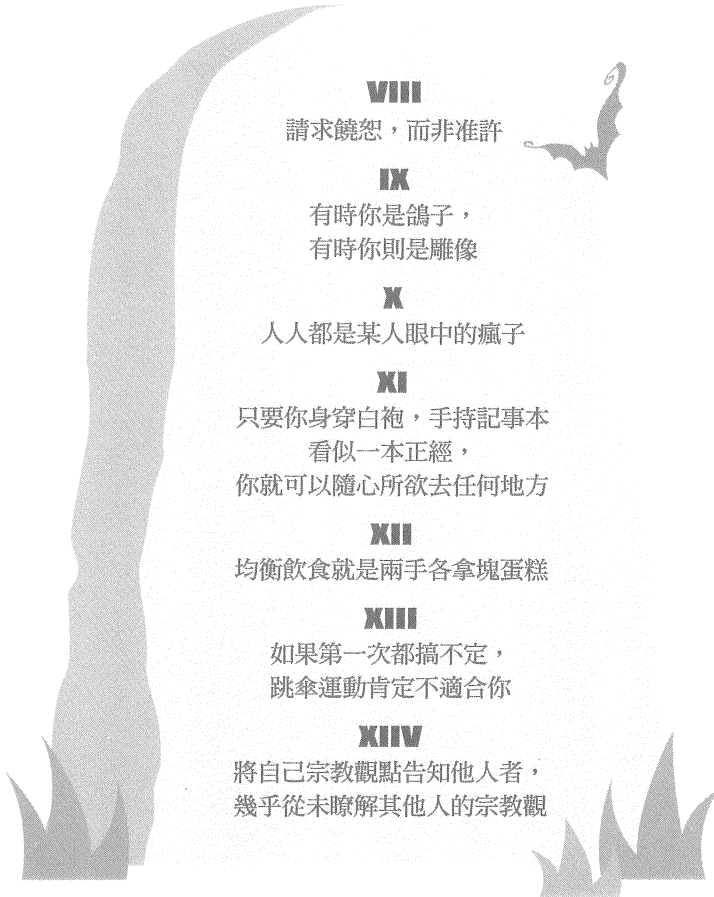 VIII
請求饒恕，而非准許
IX
有時你是鴿子，
有時你則是雕像
X
人人都是某人眼中的瘋子
XI
只要你身穿白袍，手持記事本
看似一本正經，
你就可以隨心所欲去任何地方
XII
均衡飲食就是兩手各拿塊蛋糕
XIII
如果第一次都搞不定，
跳傘運動肯定不適合你
XIIV
將自己宗教觀點告知他人者，
幾乎從未瞭解其他人的宗教觀